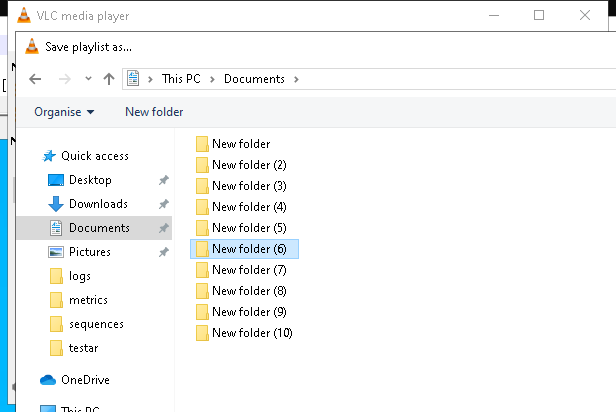 VLC media player
Save playlist as...
This PC
Documents
Organise
New folder
Quick access
Desktop
Downloads
Documents
Pictures
logs
metrics
sequences
testar
OneDrive
This PC
New folder
New folder (2)
New folder (3)
New folder (4)
New folder (5)
New folder (6)
New folder (7)
New folder (8)
New folder (9)
New folder (10)